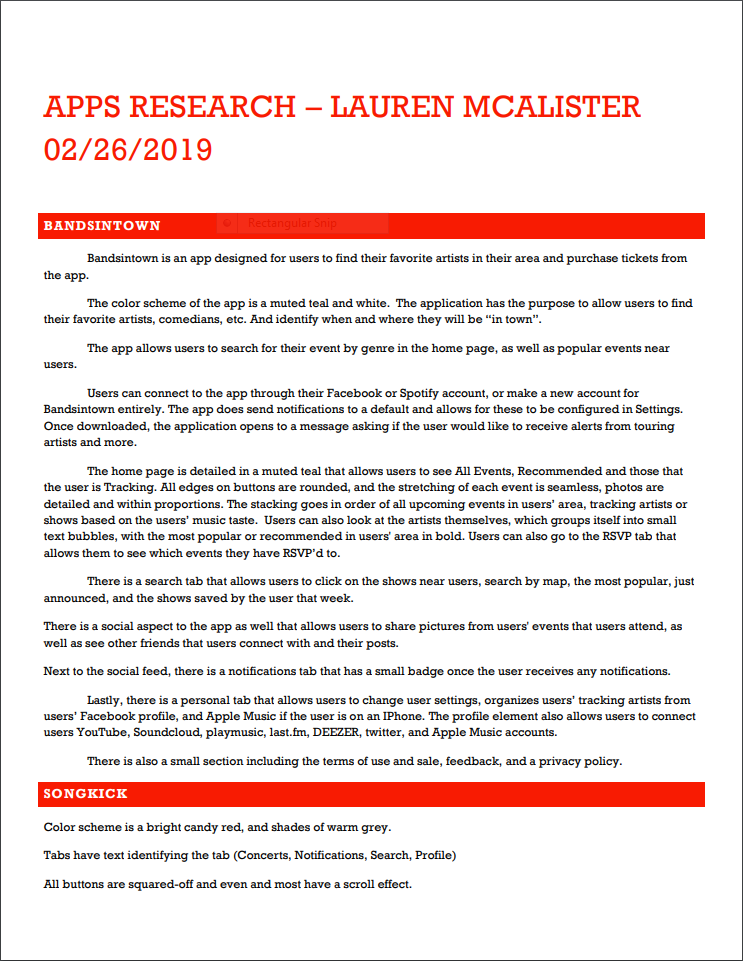 APPS RESEARCH – LAUREN MCALISTER
02/26/2019
BANDSINTOWN
Rectangular Snip
Bandsintown is an app designed for users to find their favorite artists in their area and purchase tickets from
the app.
The color scheme of the app is a muted teal and white.  The application has the purpose to allow users to find
their favorite artists, comedians, etc. And identify when and where they will be “in town”.
The app allows users to search for their event by genre in the home page, as well as popular events near
users.
Users can connect to the app through their Facebook or Spotify account, or make a new account for
Bandsintown entirely. The app does send notifications to a default and allows for these to be configured in Settings.
Once downloaded, the application opens to a message asking if the user would like to receive alerts from touring
artists and more.
The home page is detailed in a muted teal that allows users to see All Events, Recommended and those that
the user is Tracking. All edges on buttons are rounded, and the stretching of each event is seamless, photos are
detailed and within proportions. The stacking goes in order of all upcoming events in users’ area, tracking artists or
shows based on the users’ music taste.  Users can also look at the artists themselves, which groups itself into small
text bubbles, with the most popular or recommended in users' area in bold. Users can also go to the RSVP tab that
allows them to see which events they have RSVP’d to.
There is a search tab that allows users to click on the shows near users, search by map, the most popular, just
announced, and the shows saved by the user that week.
There is a social aspect to the app as well that allows users to share pictures from users' events that users attend, as
well as see other friends that users connect with and their posts.
Next to the social feed, there is a notifications tab that has a small badge once the user receives any notifications.
Lastly, there is a personal tab that allows users to change user settings, organizes users’ tracking artists from
users’ Facebook profile, and Apple Music if the user is on an IPhone. The profile element also allows users to connect
users YouTube, Soundcloud, playmusic, last.fm, DEEZER, twitter, and Apple Music accounts.
There is also a small section including the terms of use and sale, feedback, and a privacy policy.
SONGKICK
Color scheme is a bright candy red, and shades of warm grey.
Tabs have text identifying the tab (Concerts, Notifications, Search, Profile)
All buttons are squared-off and even and most have a scroll effect.